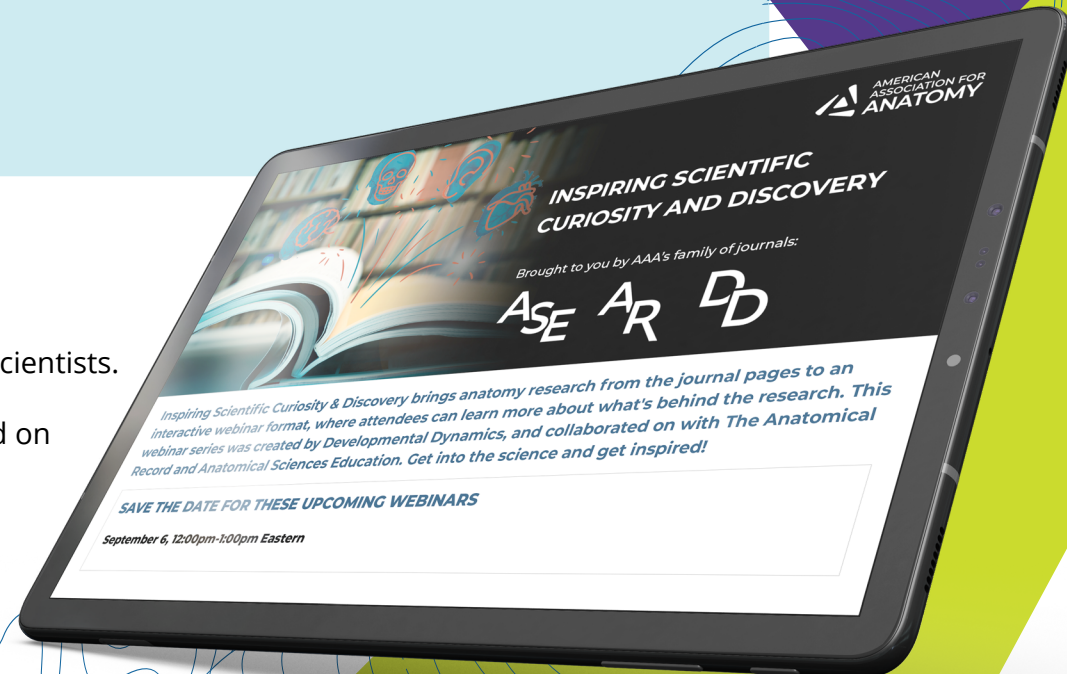 AMERICAN
ASSOCIATION FOR
ANATOMY
INSPIRING SCIENTIFIC
CURIOSITY AND DISCOVERY
Brought to you by AAA's family of journals:
ASE AR DD
cientists.
d on
Inspiring Scientific Curiosity & Discovery brings anatomy research from the journal pages to an
interactive webinar format, where attendees can learn more about what's behind the research. This
webinar series was created by Developmental Dynamics, and collaborated on with The Anatomical
Record and Anatomical Sciences Education. Get into the science and get inspired!
SAVE THE DATE FOR THESE UPCOMING WEBINARS
September 6, 12:00pm-1:00pm Eastern